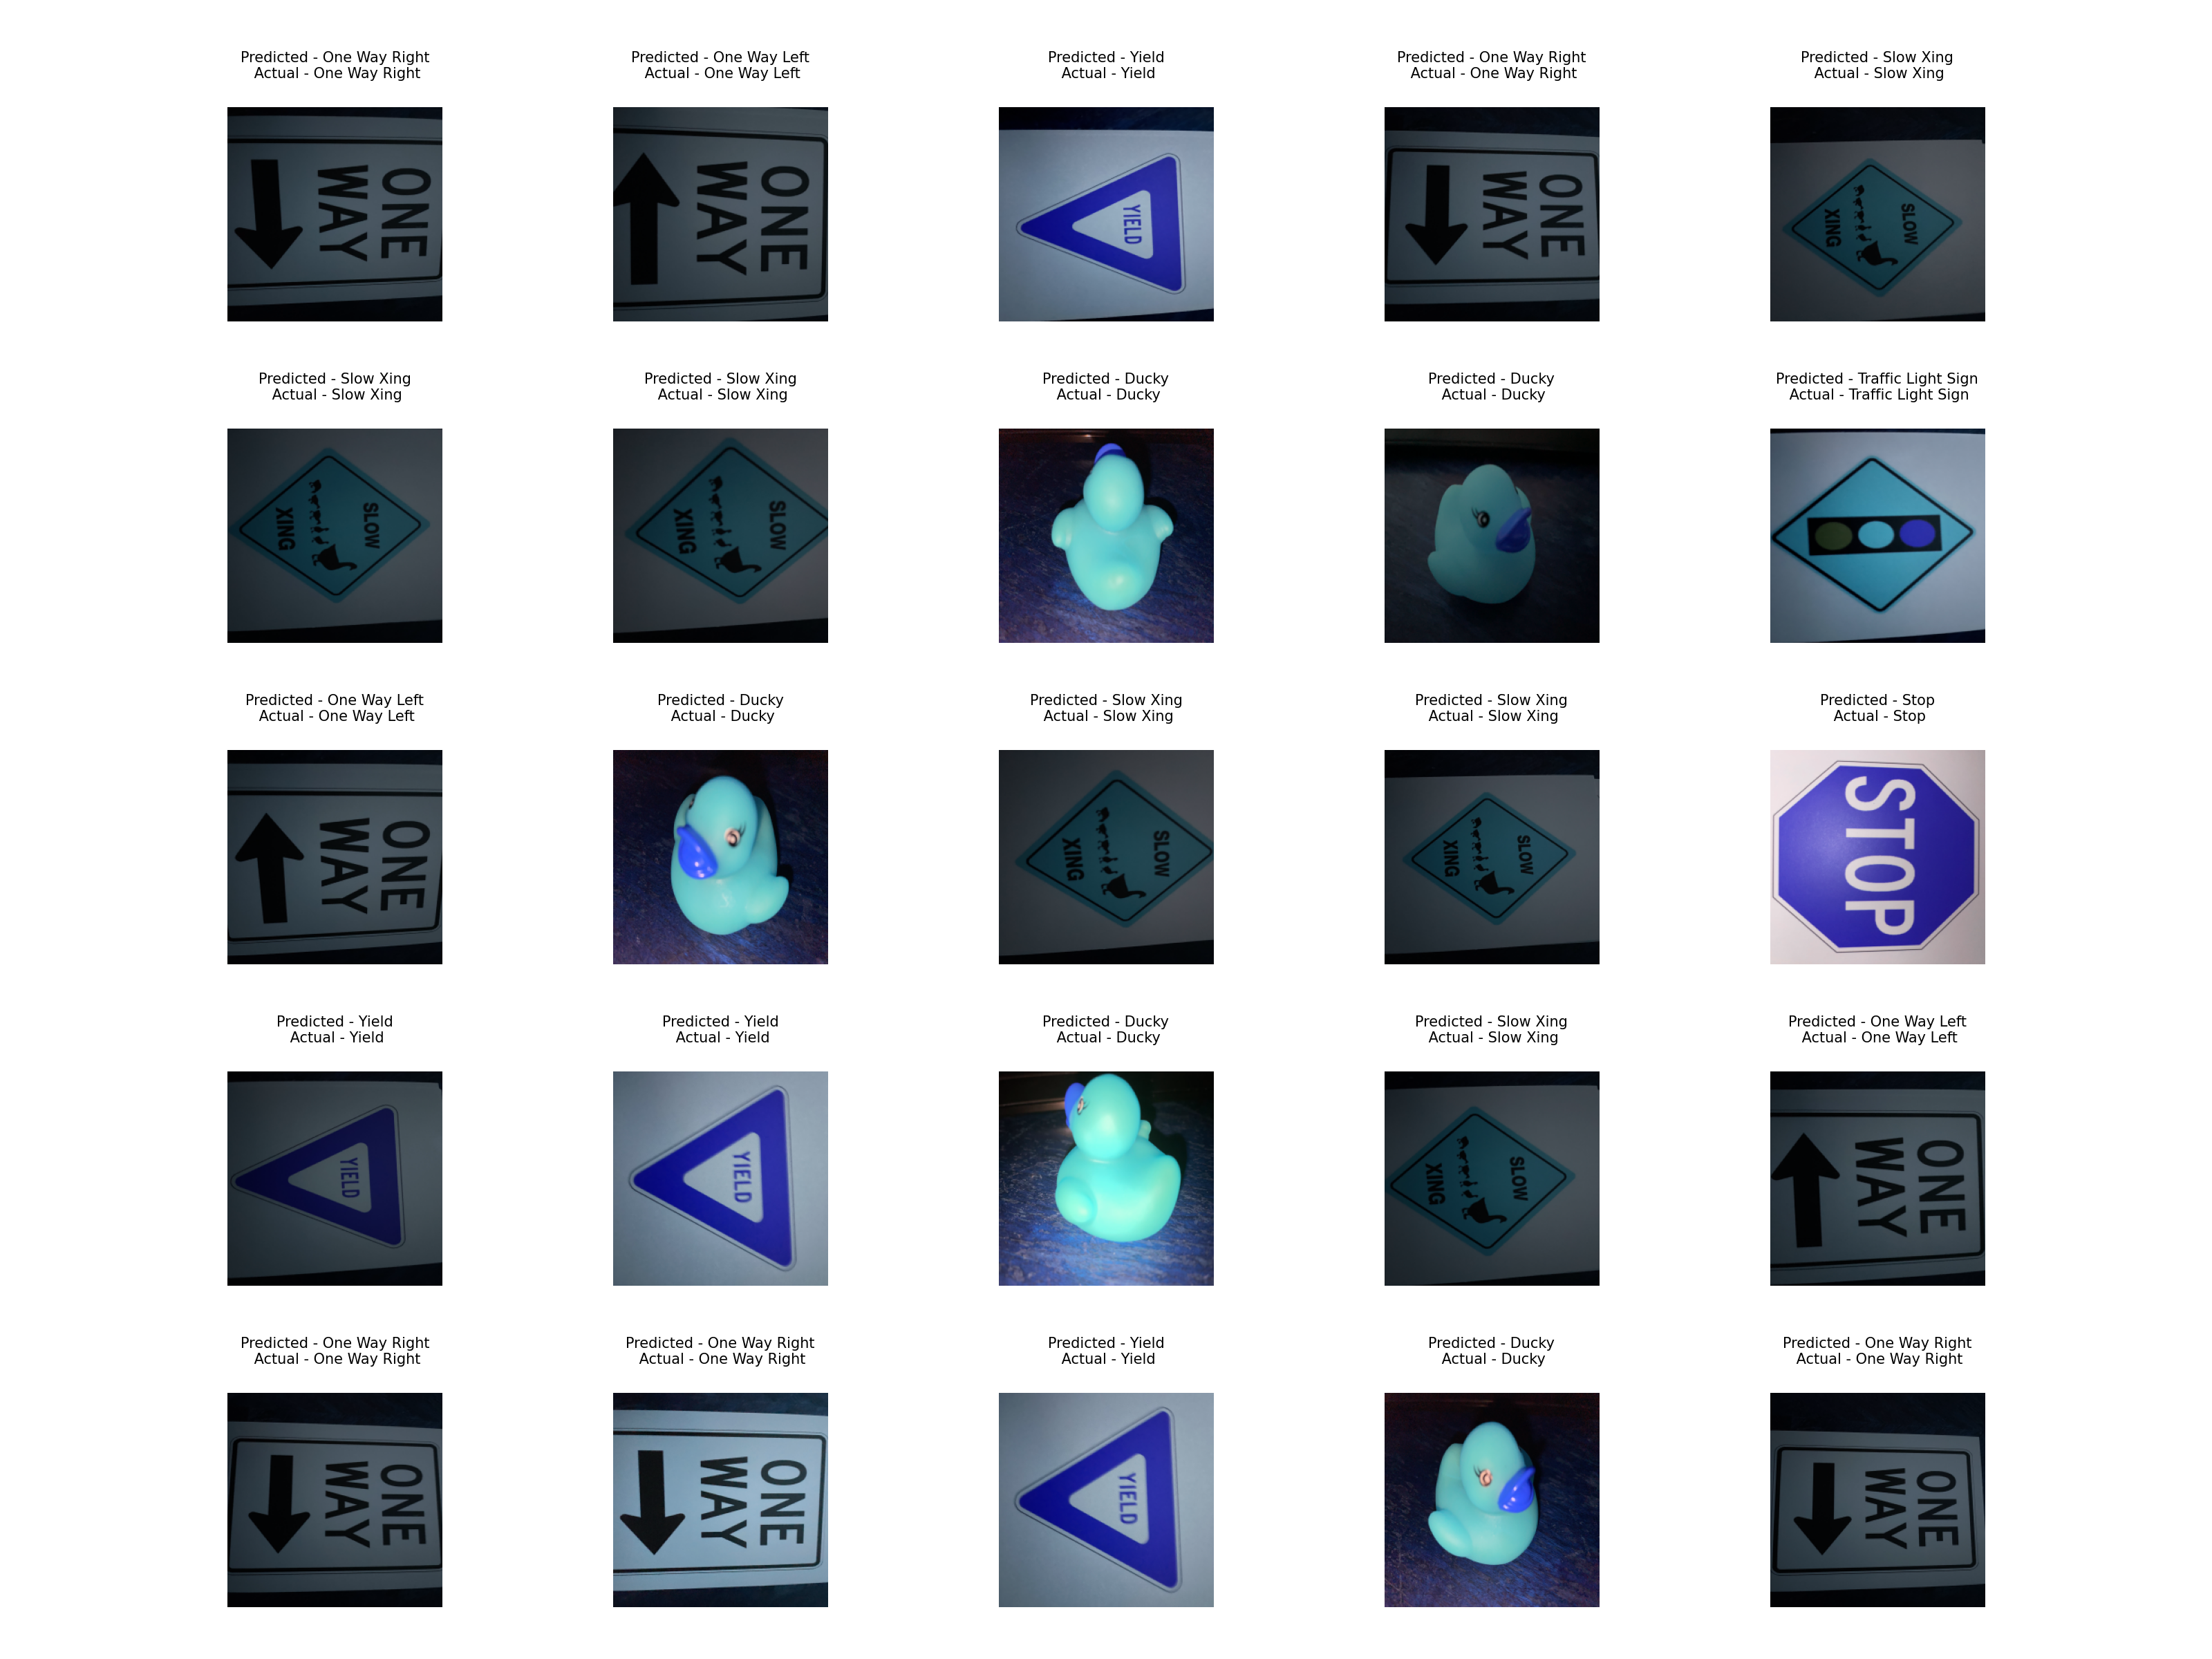 Predicted - One Way Right
Actual - One Way Right
Predicted - One Way Left
Actual - One Way Left
Predicted - Yield
Actual - Yield
Predicted - One Way Right
Actual - One Way Right
Predicted - Slow Xing
Actual - Slow Xing
ONE
WAY
ONE
WAY
YIELD
ONE
WAY
SLOW
XING
Predicted - Slow Xing
Actual - Slow Xing
Predicted - Slow Xing
Actual - Slow Xing
Predicted - Ducky
Actual - Ducky
Predicted - Ducky
Actual - Ducky
Predicted - Traffic Light Sign
Actual - Traffic Light Sign
SLOW
XING
SLOW
XING
Predicted - One Way Left
Actual - One Way Left
Predicted - Ducky
Actual - Ducky
Predicted - Slow Xing
Actual - Slow Xing
Predicted - Slow Xing
Actual - Slow Xing
Predicted - Stop
Actual - Stop
ONE
WAY
SLOW
XING
SLOW
XING
STOP
Predicted - Yield
Actual - Yield
Predicted - Yield
Actual - Yield
Predicted - Ducky
Actual - Ducky
Predicted - Slow Xing
Actual - Slow Xing
Predicted - One Way Left
Actual - One Way Left
YIELD
YIELD
SLOW
XING
ONE
WAY
Predicted - One Way Right
Actual - One Way Right
Predicted - One Way Right
Actual - One Way Right
Predicted - Yield
Actual - Yield
Predicted - Ducky
Actual - Ducky
Predicted - One Way Right
Actual - One Way Right
ONE
WAY
ONE
WAY
YIELD
ONE
WAY